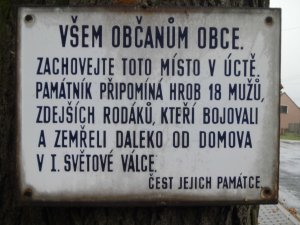 VŠEM OBČANŮM OBCE.
ZACHOVEJTE TOTO MÍSTO V ÚCTĚ.
PAMÁTNÍK PŘIPOMÍNÁ HROB 18 MUŽŮ,
ZDEJŠÍCH RODÁKŮ, KTEŘÍ BOJOVALI
A ZEMŘELI DALEKO OD DOMOVA
V I. SVĚTOVÉ VÁLCE.
ČEST JEJICH PAMÁTCE.